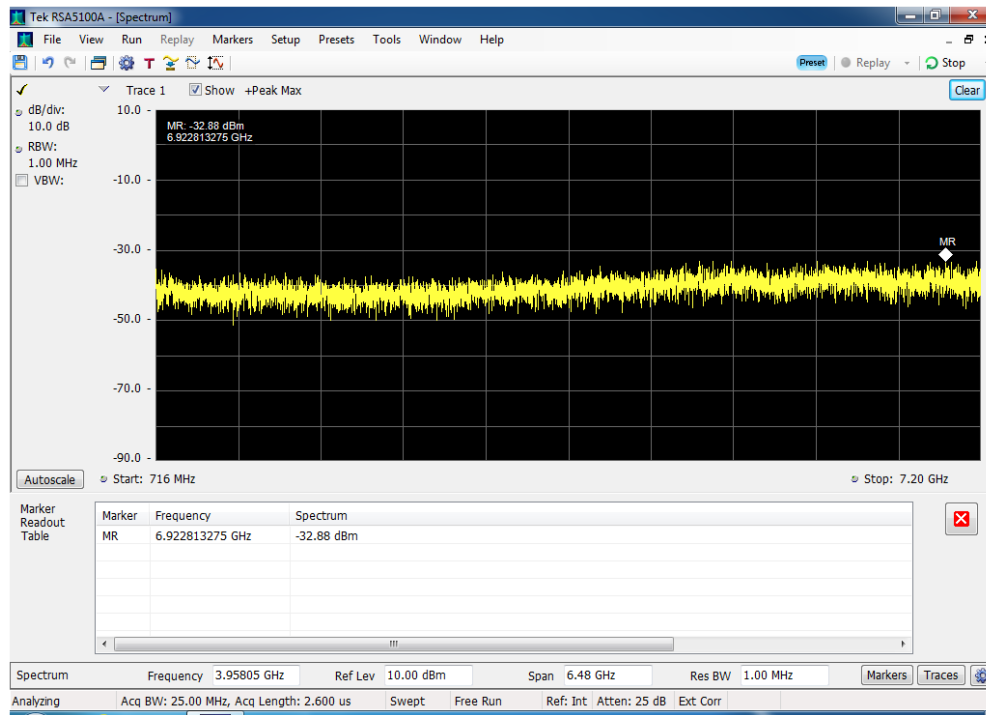 Tek RSA5100A - [Spectrum]
File View Run Replay Markers Setup Presets Tools Window Help
T Preset Replay Stop
Trace 1 Show +Peak Max Clear
dB/div:
10.0 dB
RBW:
1.00 MHz
VBW:
10.0 -
-10.0 -
-30.0 -
-50.0 -
-70.0 -
-90.0 -
MR: -32.88 dBm
6.922813275 GHz
MR
Autoscale Start: 716 MHz Stop: 7.20 GHz
Marker
Readout
Table
Marker Frequency Spectrum
MR 6.922813275 GHz -32.88 dBm
Spectrum Frequency 3.95805 GHz Ref Lev 10.00 dBm Span 6.48 GHz Res BW 1.00 MHz Markers Traces
Analyzing Acq BW: 25.00 MHz, Acq Length: 2.600 us Swept Free Run Ref: Int Atten: 25 dB Ext Corr